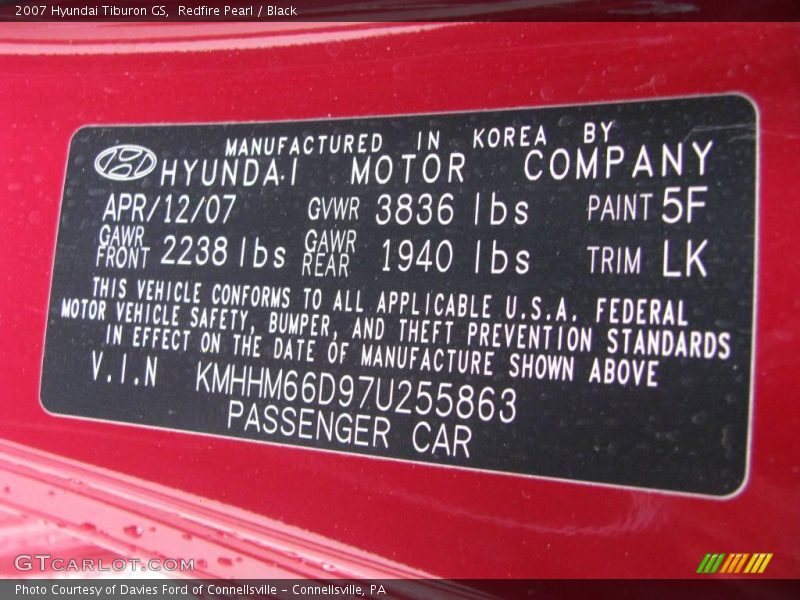 2007 Hyundai Tiburon GS,  Redfire Pearl / Black
MANUFACTURED IN KOREA BY
HYUNDAI MOTOR COMPANY
APR/12/07 GVWR 3836 lbs PAINT 5F
GAWR FRONT 2238 lbs GAWR REAR 1940 lbs TRIM LK
THIS VEHICLE CONFORMS TO ALL APPLICABLE U.S.A. FEDERAL
MOTOR VEHICLE SAFETY, BUMPER, AND THEFT PREVENTION STANDARDS
IN EFFECT ON THE DATE OF MANUFACTURE SHOWN ABOVE
V.I.N KMHHM66D97U255863
PASSENGER CAR
GTCARLOT.COM
Photo Courtesy of Davies Ford of Connellsville – Connellsville, PA